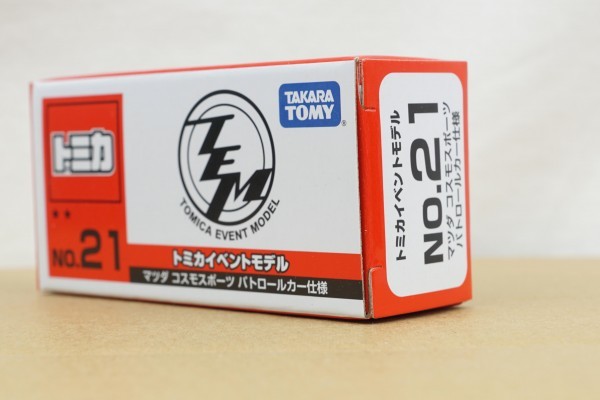 トミカ
★★
NO.21
TEM
TOMICA EVENT MODEL
TAKARA
TOMY
®
トミカイベントモデル
マツダ コスモスポーツ パトロールカー仕様
トミカイベントモデル
NO.21
マツダ コスモスポーツ
パトロールカー仕様